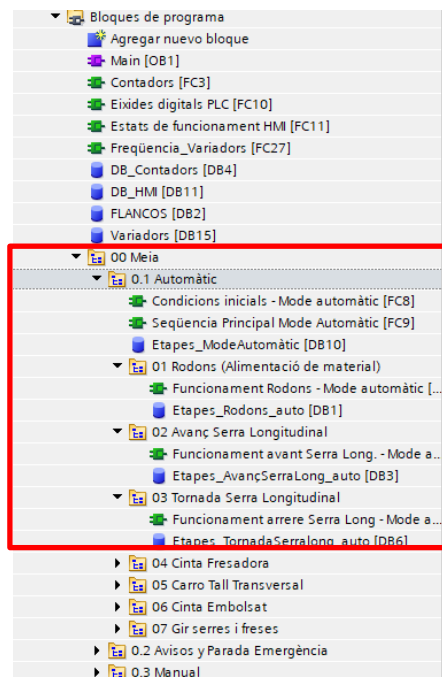 Bloques de programa
Agregar nuevo bloque
Main [OB1]
Contadors [FC3]
Eixides digitals PLC [FC10]
Estats de funcionament HMI [FC11]
Freqüencia_Variadors [FC27]
DB_Contadors [DB4]
DB_HMI [DB11]
FLANCOS [DB2]
Variadors [DB15]
00 Meia
0.1 Automàtic
Condicions inicials - Mode automàtic [FC8]
Seqüencia Principal Mode Automàtic [FC9]
Etapes_ModeAutomàtic [DB10]
01 Rodons (Alimentació de material)
Funcionament Rodons - Mode automàtic [...
Etapes_Rodons_auto [DB1]
02 Avanç Serra Longitudinal
Funcionament avant Serra Long. - Mode a...
Etapes_AvançSerraLong_auto [DB3]
03 Tornada Serra Longitudinal
Funcionament arrere Serra Long - Mode a...
Etapes_TornadaSerralong_auto [DB6]
04 Cinta Fresadora
05 Carro Tall Transversal
06 Cinta Embolsat
07 Gir serres i freses
0.2 Avisos y Parada Emergència
0.3 Manual